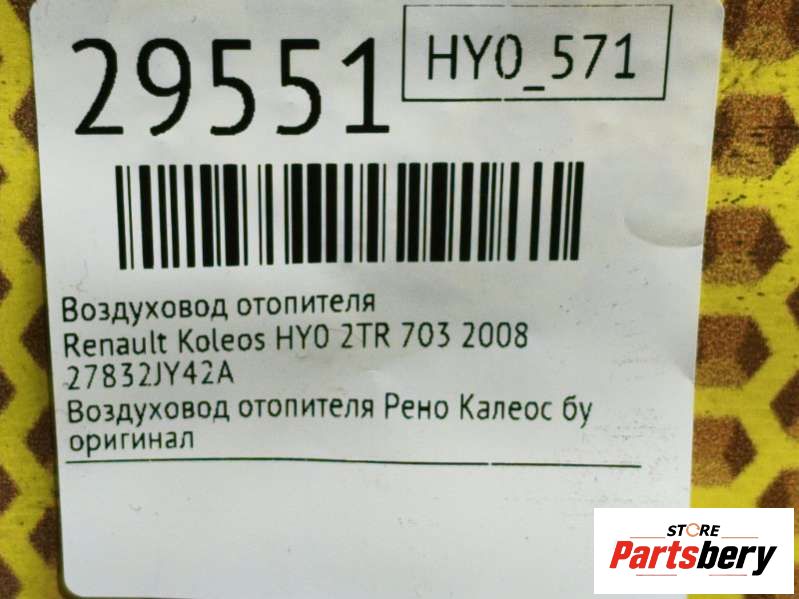 29551
HY0_571
Воздуховод отопителя
Renault Koleos HY0 2TR 703 2008
27832JY42A
Воздуховод отопителя Рено Калеос бу
оригинал
STORE
Partsbery